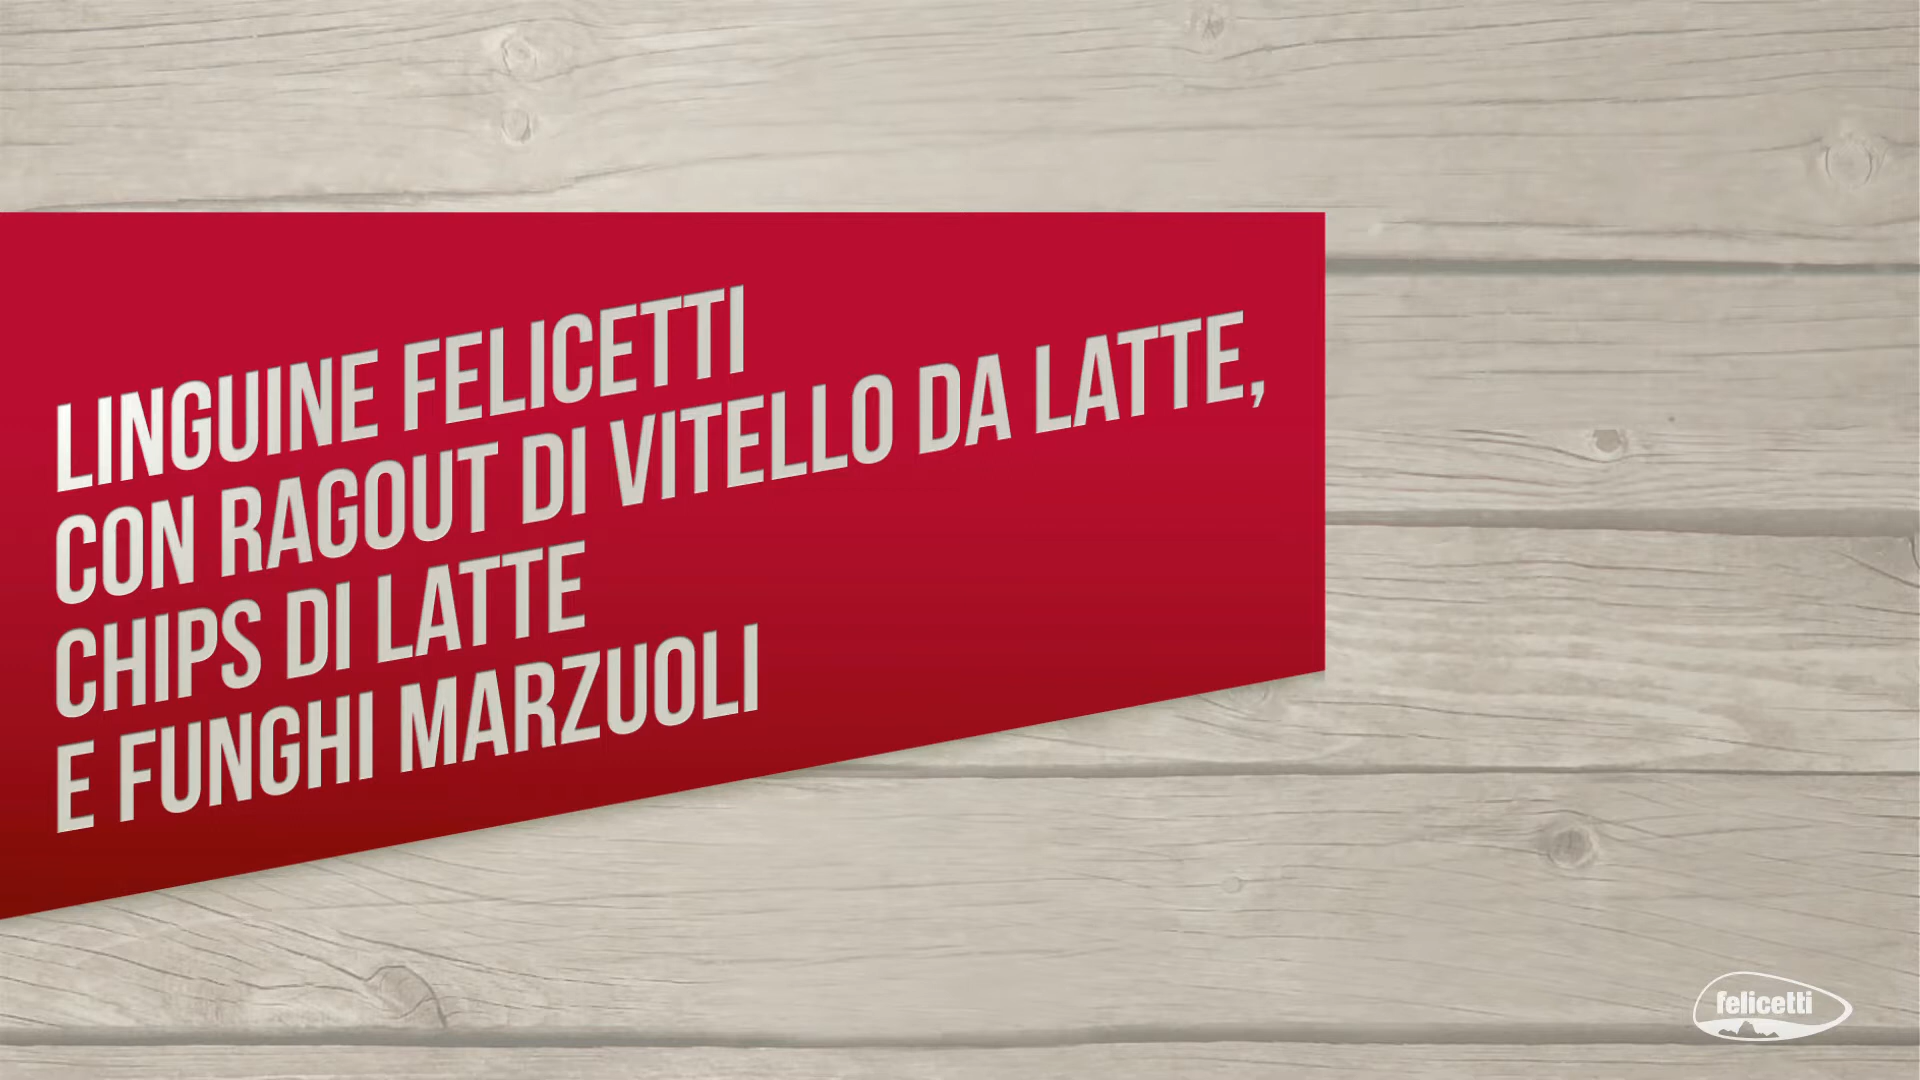 LINGUINE FELICETTI
CON RAGOUT DI VITELLO DA LATTE,
CHIPS DI LATTE
E FUNGHI MARZUOLI
felicetti